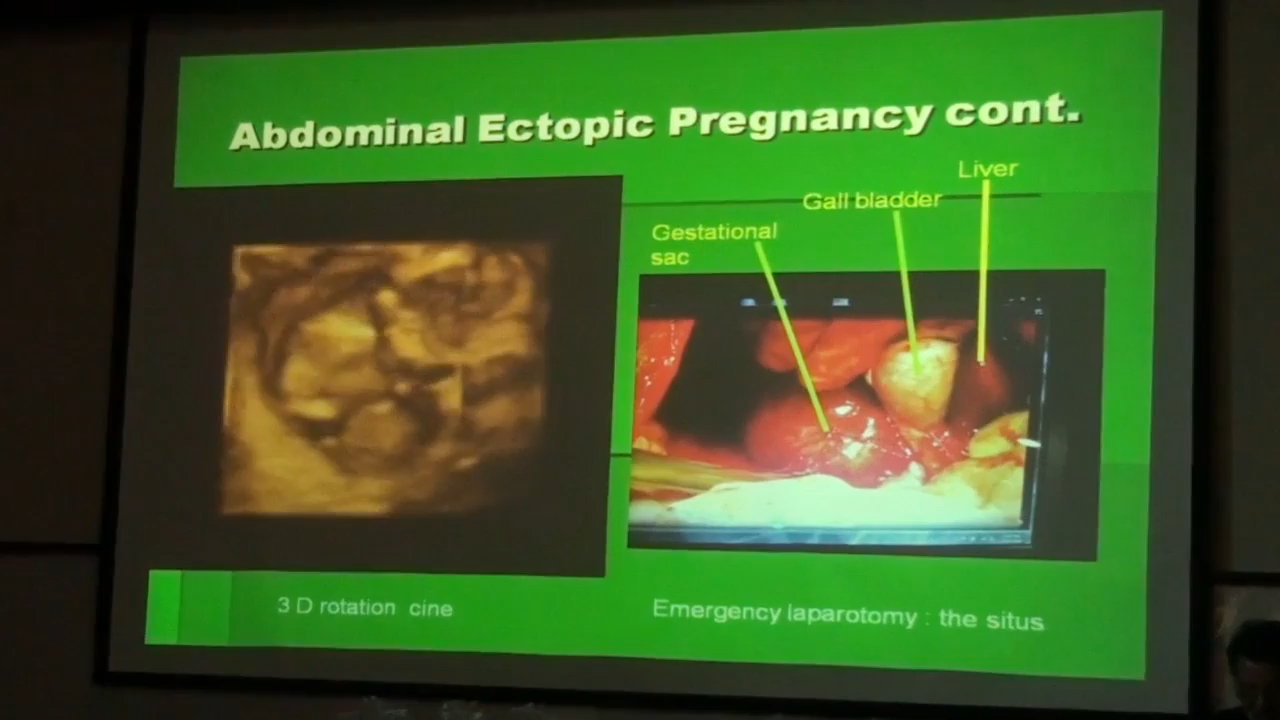 Abdominal Ectopic Pregnancy cont.
Liver
Gall bladder
Gestational
sac
3 D rotation cine
Emergency laparotomy : the situs